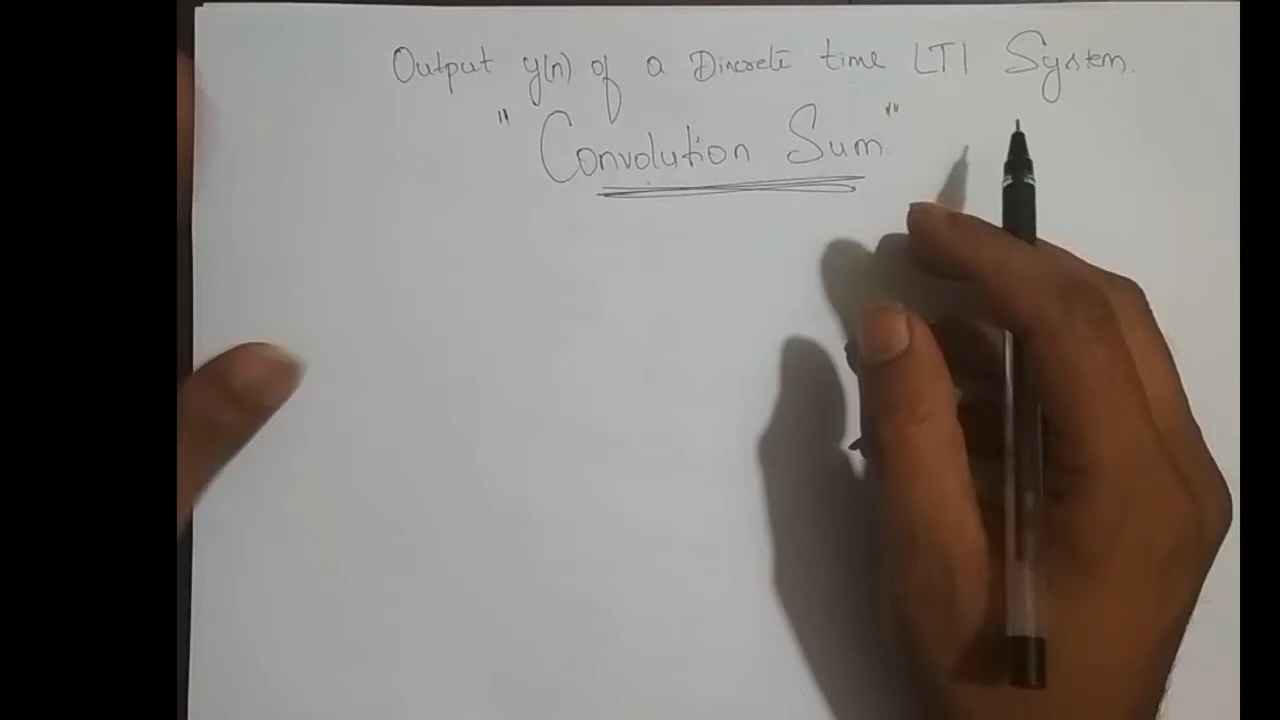 Output y(n) of a Discrete time LTI System.
"Convolution Sum"